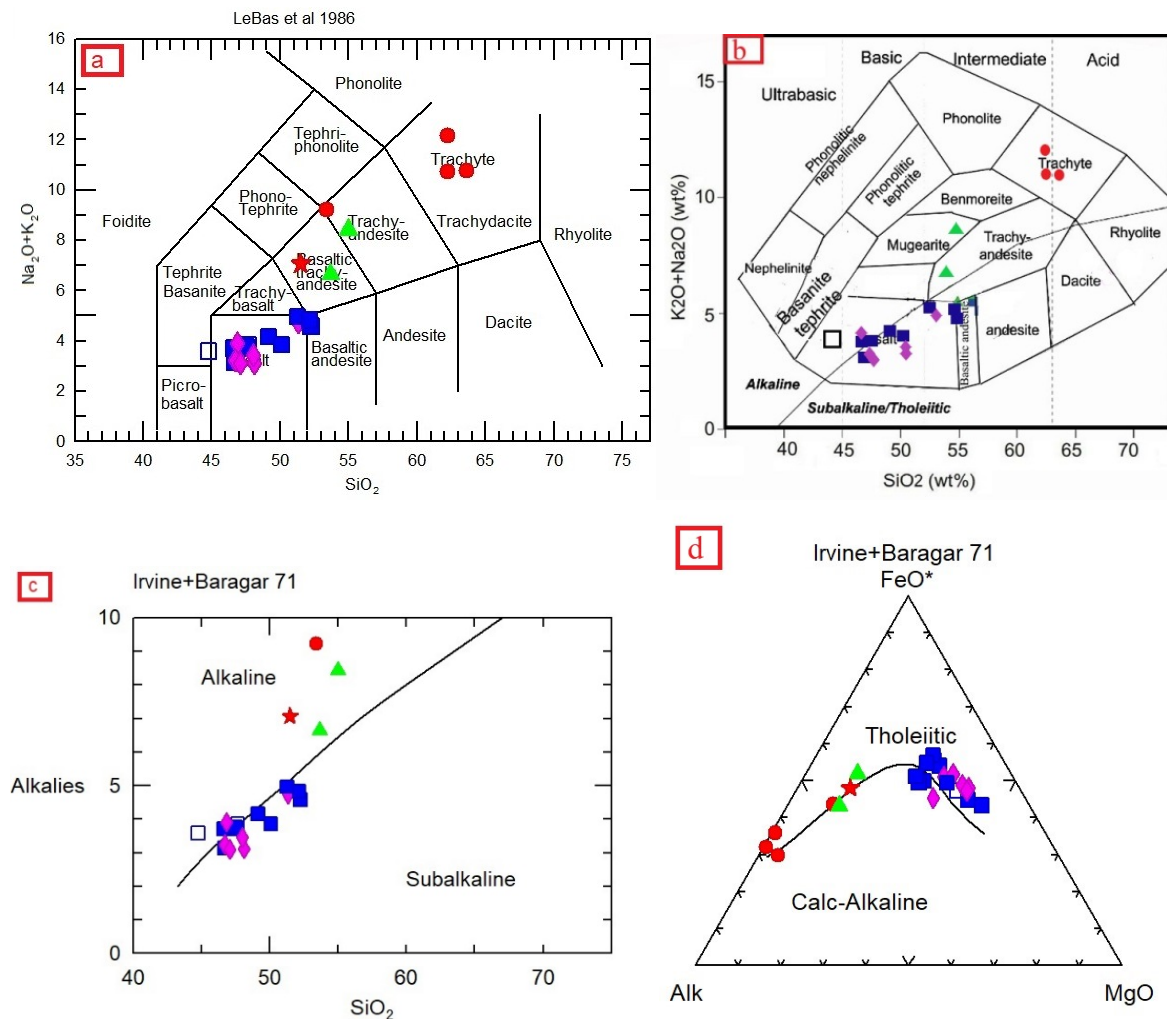 LeBas et al 1986
a
16
14
12
10
8
6
4
2
0
Na2O+K2O
35
40
45
50
55
60
65
70
75
SiO2
Phonolite
Tephri-
phonolite
Trachyte
Phono-
Tephrite
Foidite
Trachy-
andesite
Trachydacite
Rhyolite
Basaltic
trachy-
andesite
Tephrite
Basanite
Trachy-
basalt
Dacite
Andesite
Basaltic
andesite
Picro-
basalt
b
Basic
Intermediate
Acid
Ultrabasic
15
10
5
0
K2O+Na2O (wt%)
Phonolitic
nephelinite
Phonolite
Trachyte
Phonolitic
tephrite
Benmoreite
Mugearite
Trachy-
andesite
Rhyolite
Nephelinite
Dacite
Basanite
tephrite
Basaltic andesite
andesite
Alkaline
Subalkaline/Tholeiitic
40
45
50
55
60
65
70
SiO2 (wt%)
c
Irvine+Baragar 71
10
5
0
Alkalies
Alkaline
Subalkaline
40
50
60
70
SiO2
d
Irvine+Baragar 71
FeO*
Tholeiitic
Calc-Alkaline
Alk
MgO